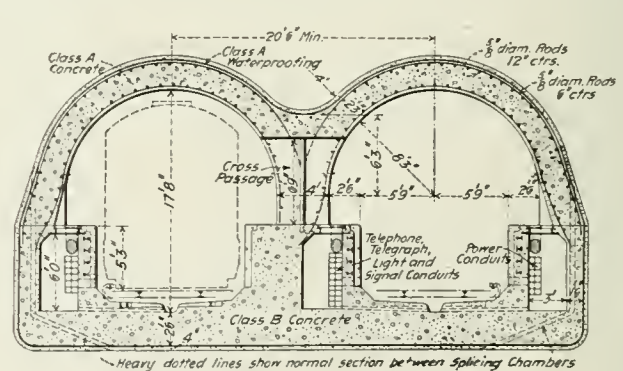 20'6" Min.
Class A
Concrete
Class A
Waterproofing
5/8" diam. Rods
12" ctrs.
5/8" diam. Rods
6" ctrs
4"
Cross
Passage
17'8"
6'3"
8'3"
4'
2'6"
5'9"
5'9"
6'0"
5'3"
Telephone,
Telegraph,
Light and
Signal Conduits
Power
Conduits
3'
2'6"
Class B Concrete
4"
Heavy dotted lines show normal section between Splicing Chambers